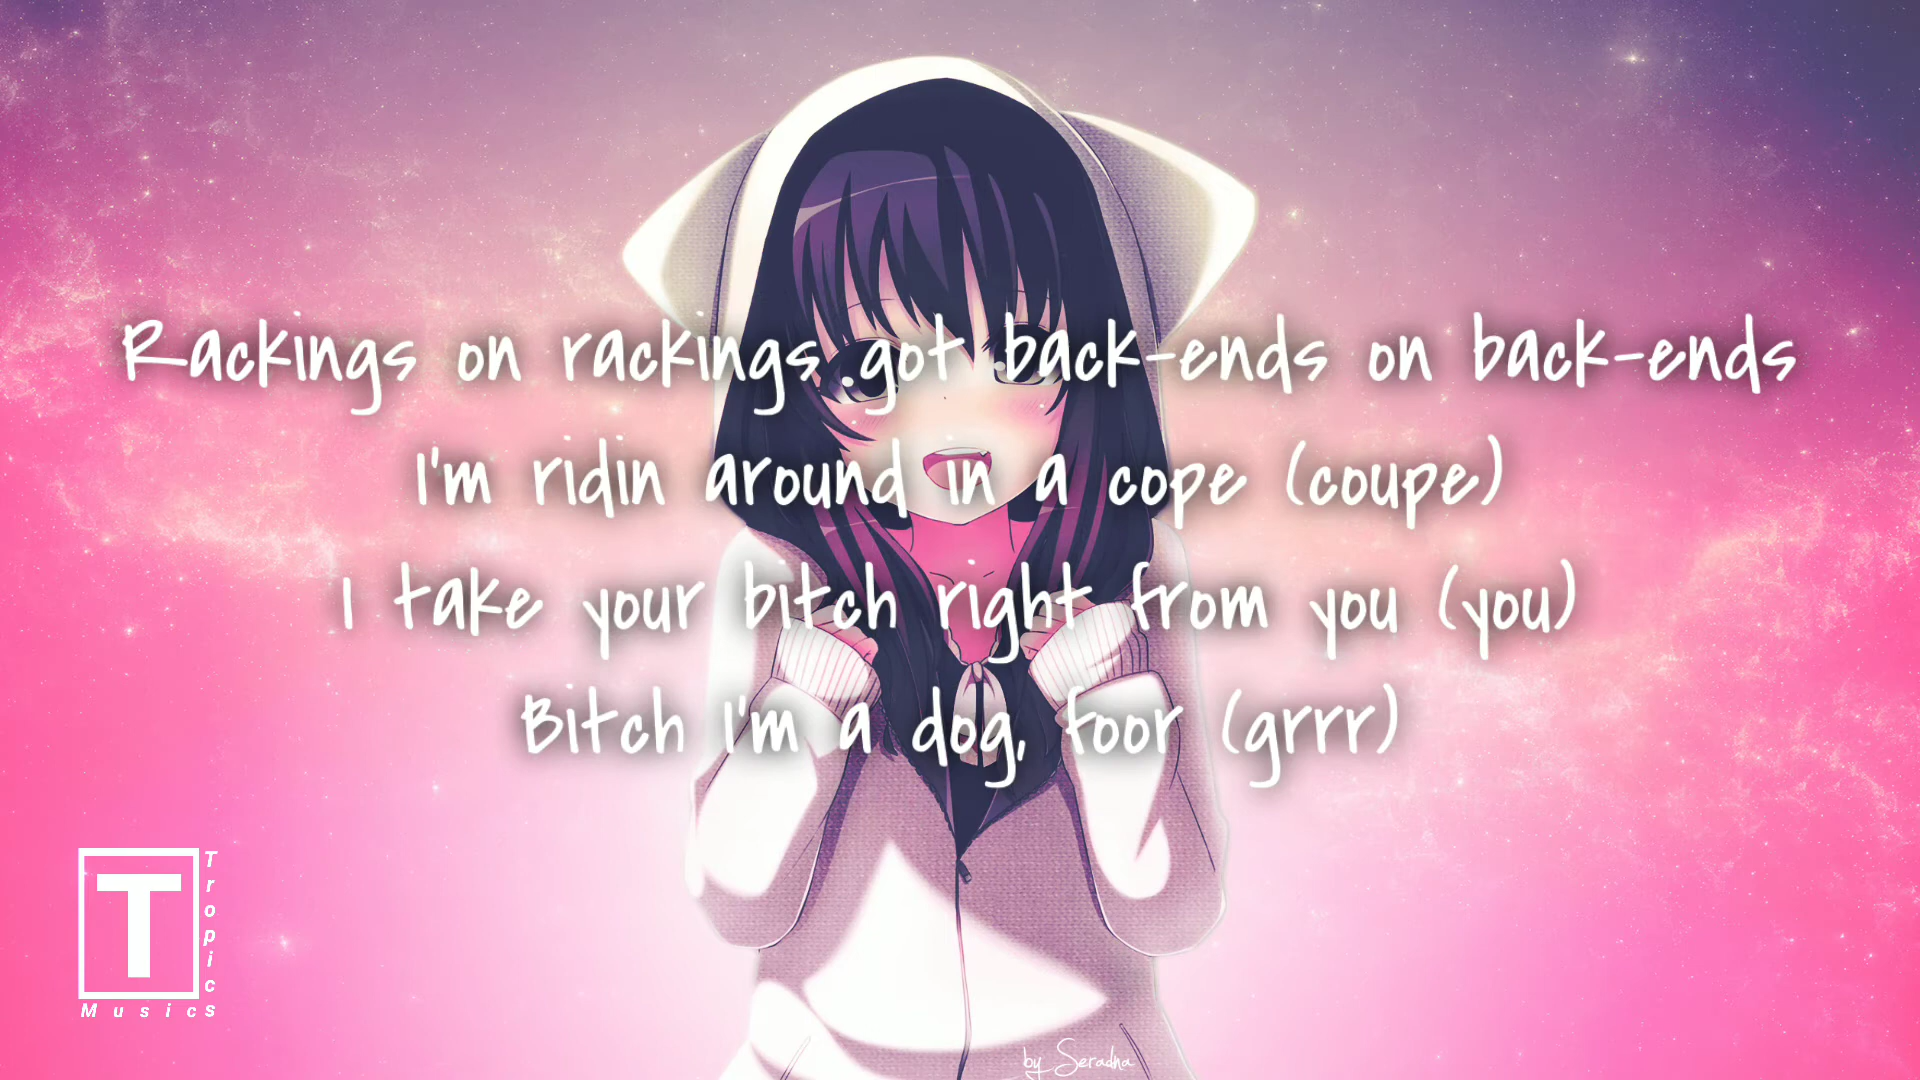 Rackings on rackings got back-ends on back-ends
I'm ridin around in a cope (coupe)
I take your bitch right from you (you)
Bitch I'm a dog, foor (grrr)
T
Tropics
Musics
by Seradna